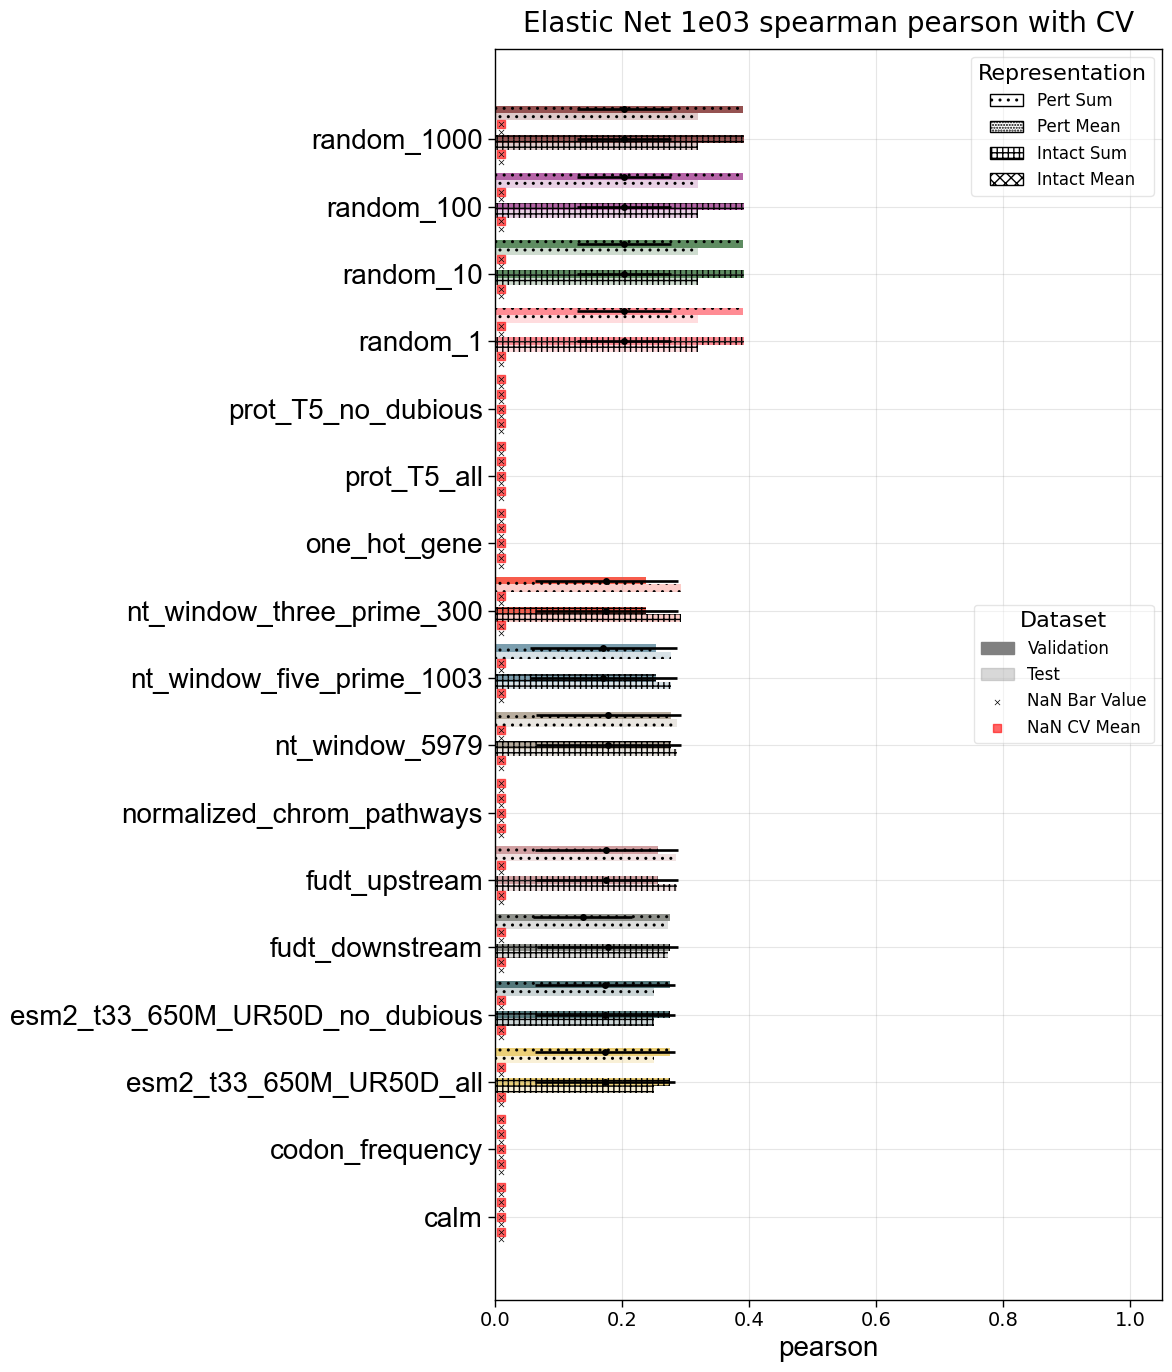 Elastic Net 1e03 spearman pearson with CV
Representation
Pert Sum
Pert Mean
Intact Sum
Intact Mean
random_1000
random_100
random_10
random_1
prot_T5_no_dubious
prot_T5_all
one_hot_gene
nt_window_three_prime_300
nt_window_five_prime_1003
nt_window_5979
normalized_chrom_pathways
fudt_upstream
fudt_downstream
esm2_t33_650M_UR50D_no_dubious
esm2_t33_650M_UR50D_all
codon_frequency
calm
Dataset
Validation
Test
NaN Bar Value
NaN CV Mean
0.0 0.2 0.4 0.6 0.8 1.0
pearson